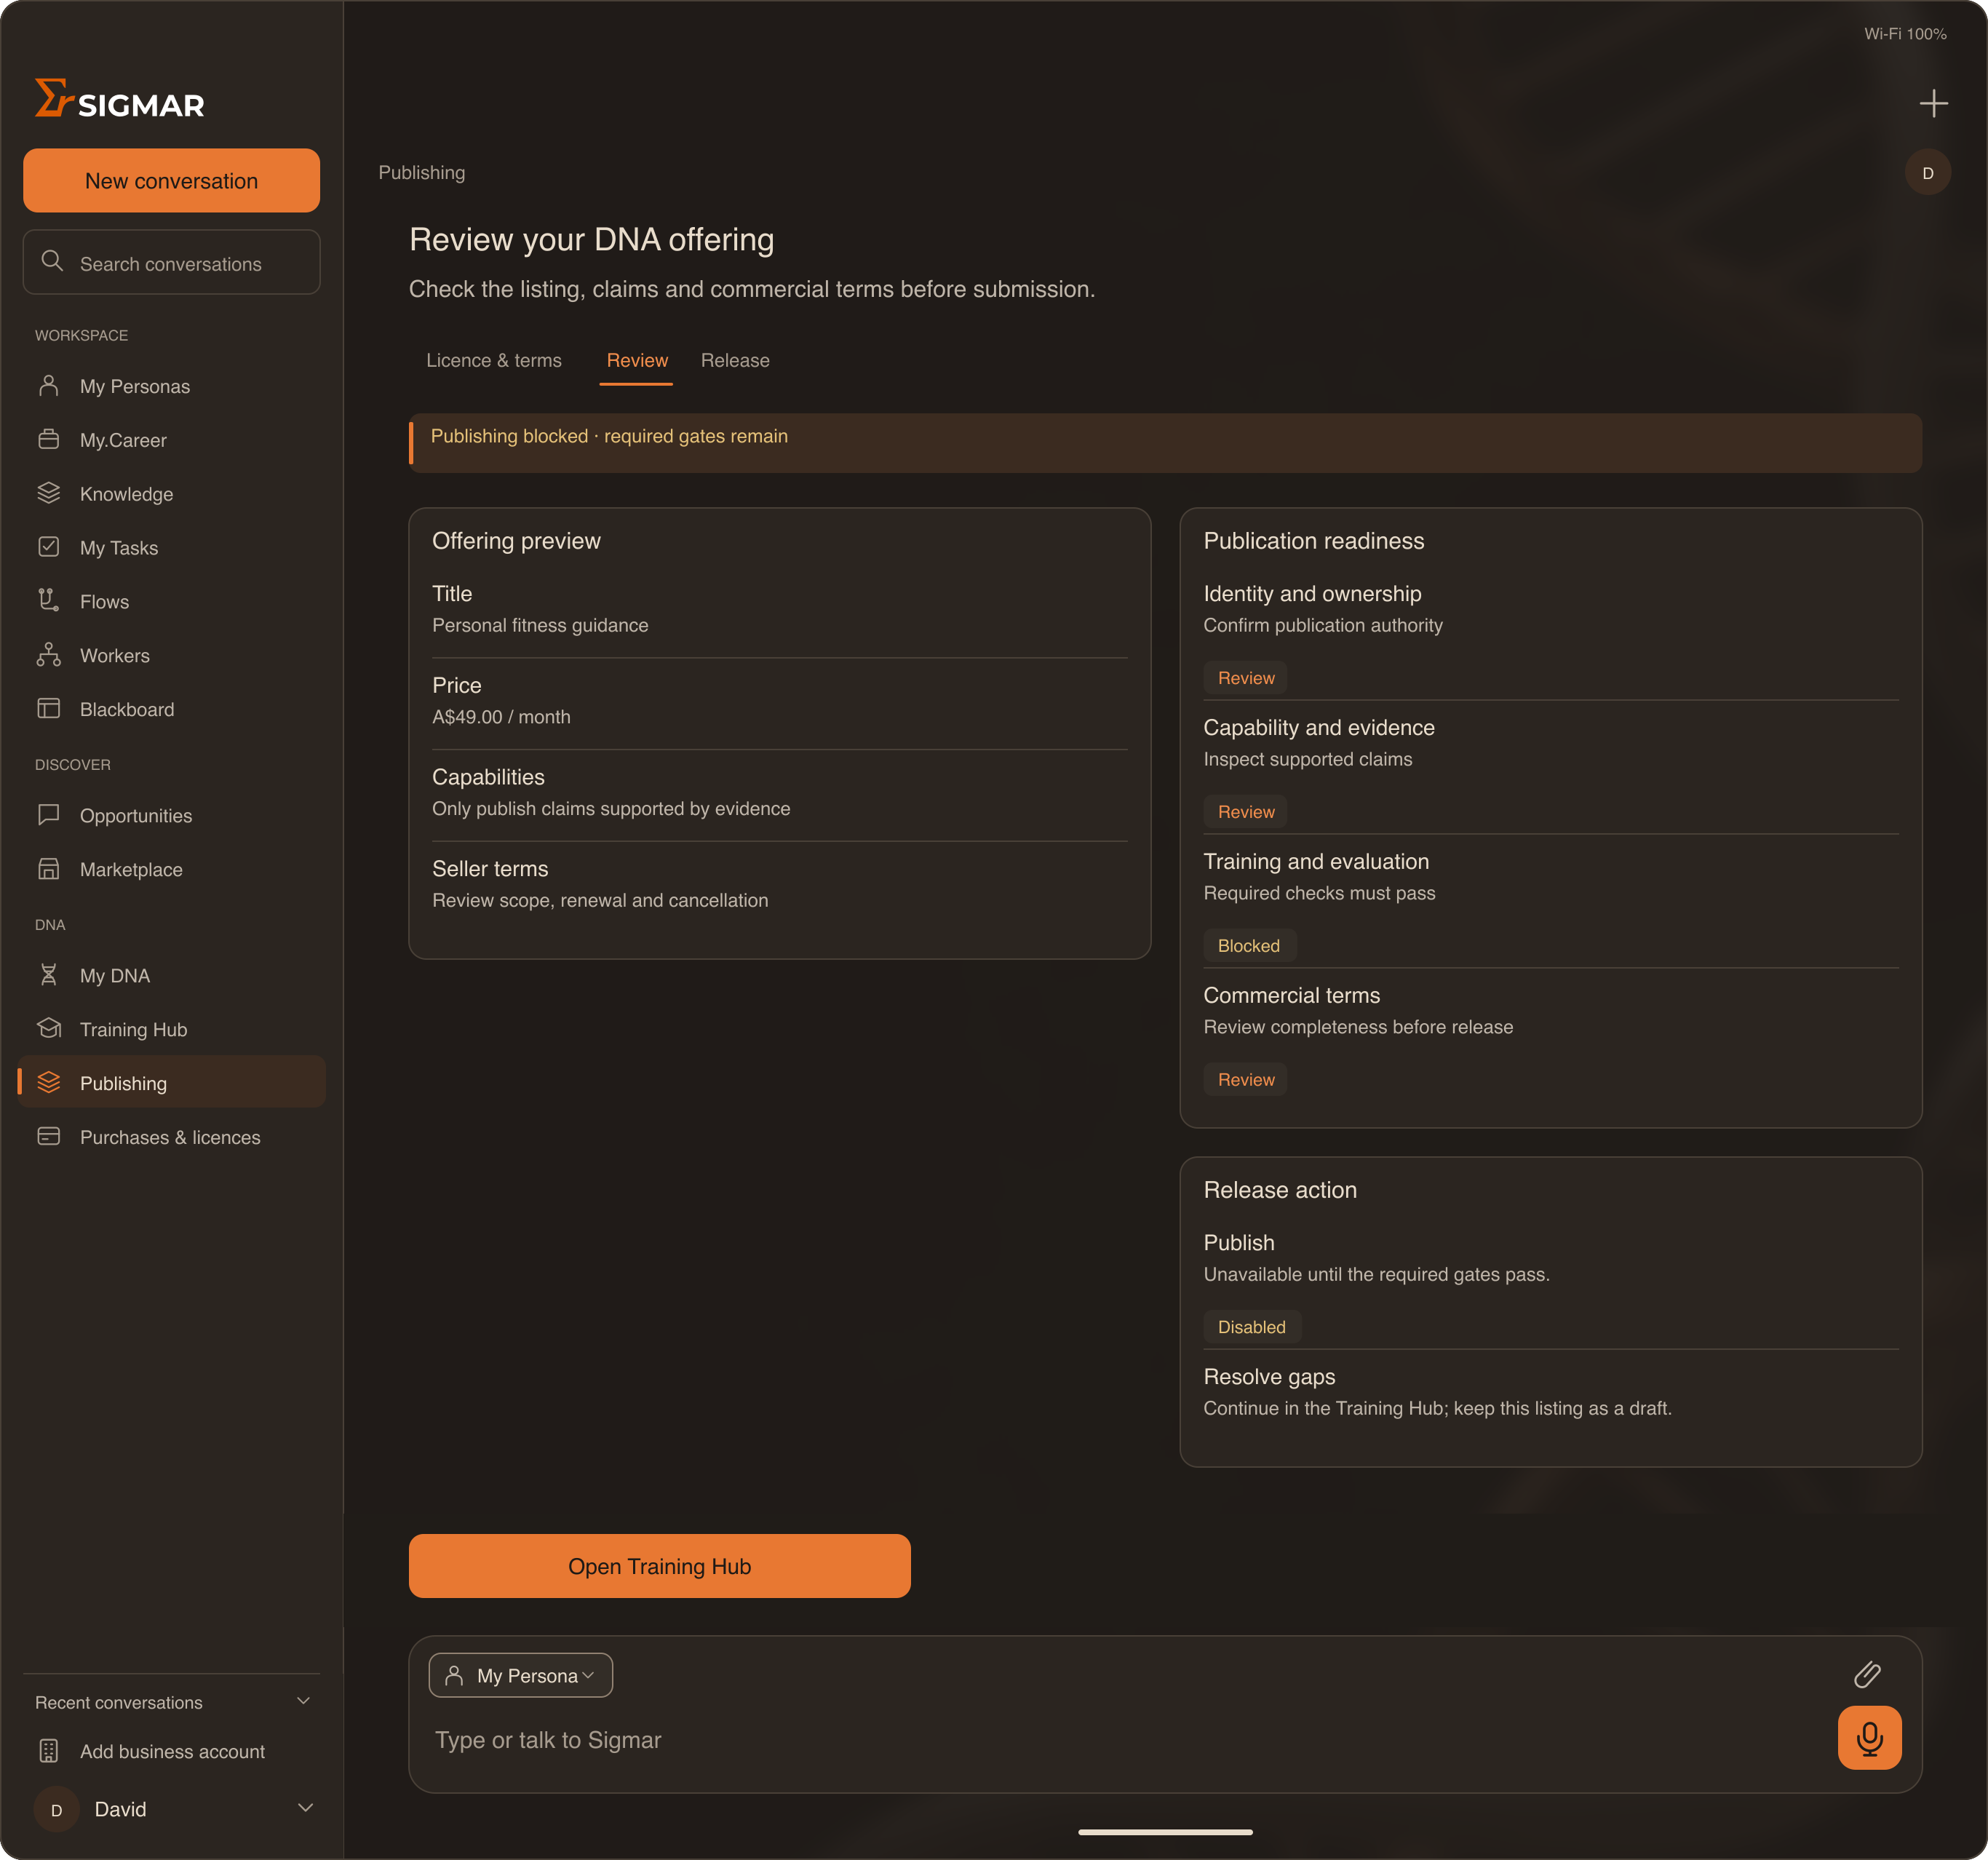 Wi-Fi 100%
Σr SIGMAR
New conversation
Search conversations
WORKSPACE
My Personas
My.Career
Knowledge
My Tasks
Flows
Workers
Blackboard
DISCOVER
Opportunities
Marketplace
DNA
My DNA
Training Hub
Publishing
Purchases & licences
Recent conversations
Add business account
D
David
Publishing
D
Review your DNA offering
Check the listing, claims and commercial terms before submission.
Licence & terms
Review
Release
Publishing blocked · required gates remain
Offering preview
Title
Personal fitness guidance
Price
A$49.00 / month
Capabilities
Only publish claims supported by evidence
Seller terms
Review scope, renewal and cancellation
Publication readiness
Identity and ownership
Confirm publication authority
Review
Capability and evidence
Inspect supported claims
Review
Training and evaluation
Required checks must pass
Blocked
Commercial terms
Review completeness before release
Review
Release action
Publish
Unavailable until the required gates pass.
Disabled
Resolve gaps
Continue in the Training Hub; keep this listing as a draft.
Open Training Hub
My Persona
Type or talk to Sigmar